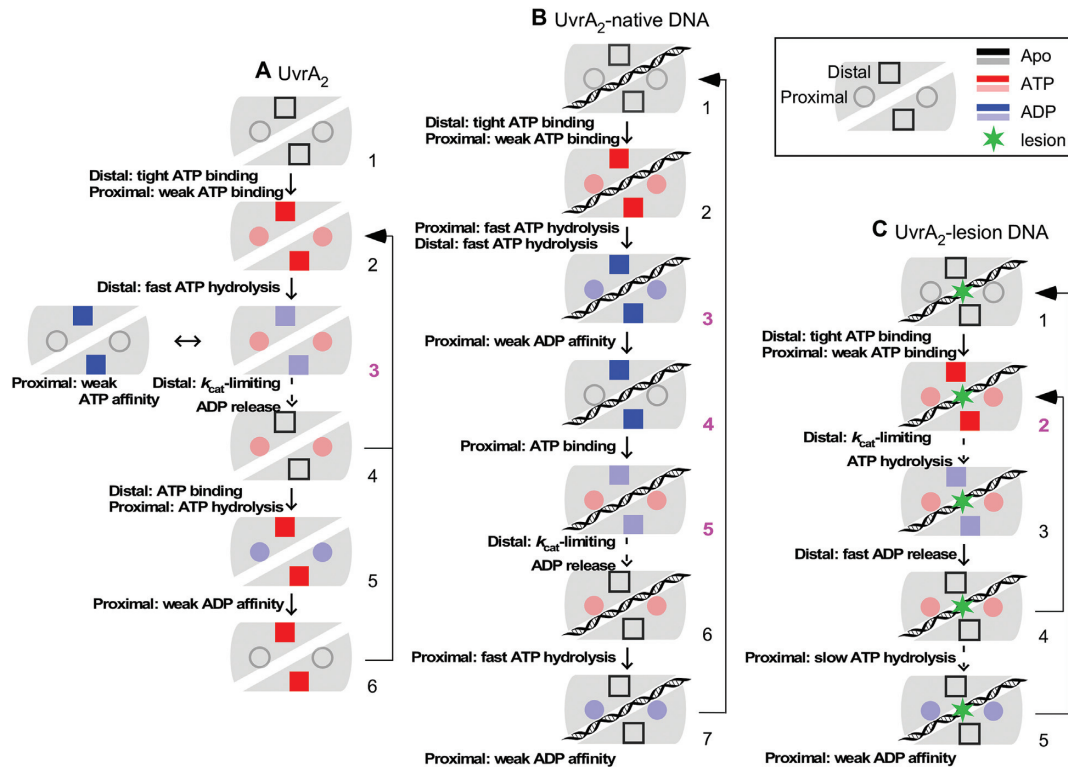 A UvrA2
1
Distal: tight ATP binding
Proximal: weak ATP binding
2
Distal: fast ATP hydrolysis
3
Proximal: weak
ATP affinity
Distal: kcat-limiting
ADP release
4
Distal: ATP binding
Proximal: ATP hydrolysis
5
Proximal: weak ADP affinity
6
B UvrA2-native DNA
1
Distal: tight ATP binding
Proximal: weak ATP binding
2
Proximal: fast ATP hydrolysis
Distal: fast ATP hydrolysis
3
Proximal: weak ADP affinity
4
Proximal: ATP binding
5
Distal: kcat-limiting
ADP release
6
Proximal: fast ATP hydrolysis
7
Proximal: weak ADP affinity
Distal
Proximal
Apo
ATP
ADP
lesion
C UvrA2-lesion DNA
1
Distal: tight ATP binding
Proximal: weak ATP binding
2
Distal: kcat-limiting
ATP hydrolysis
3
Distal: fast ADP release
4
Proximal: slow ATP hydrolysis
5
Proximal: weak ADP affinity